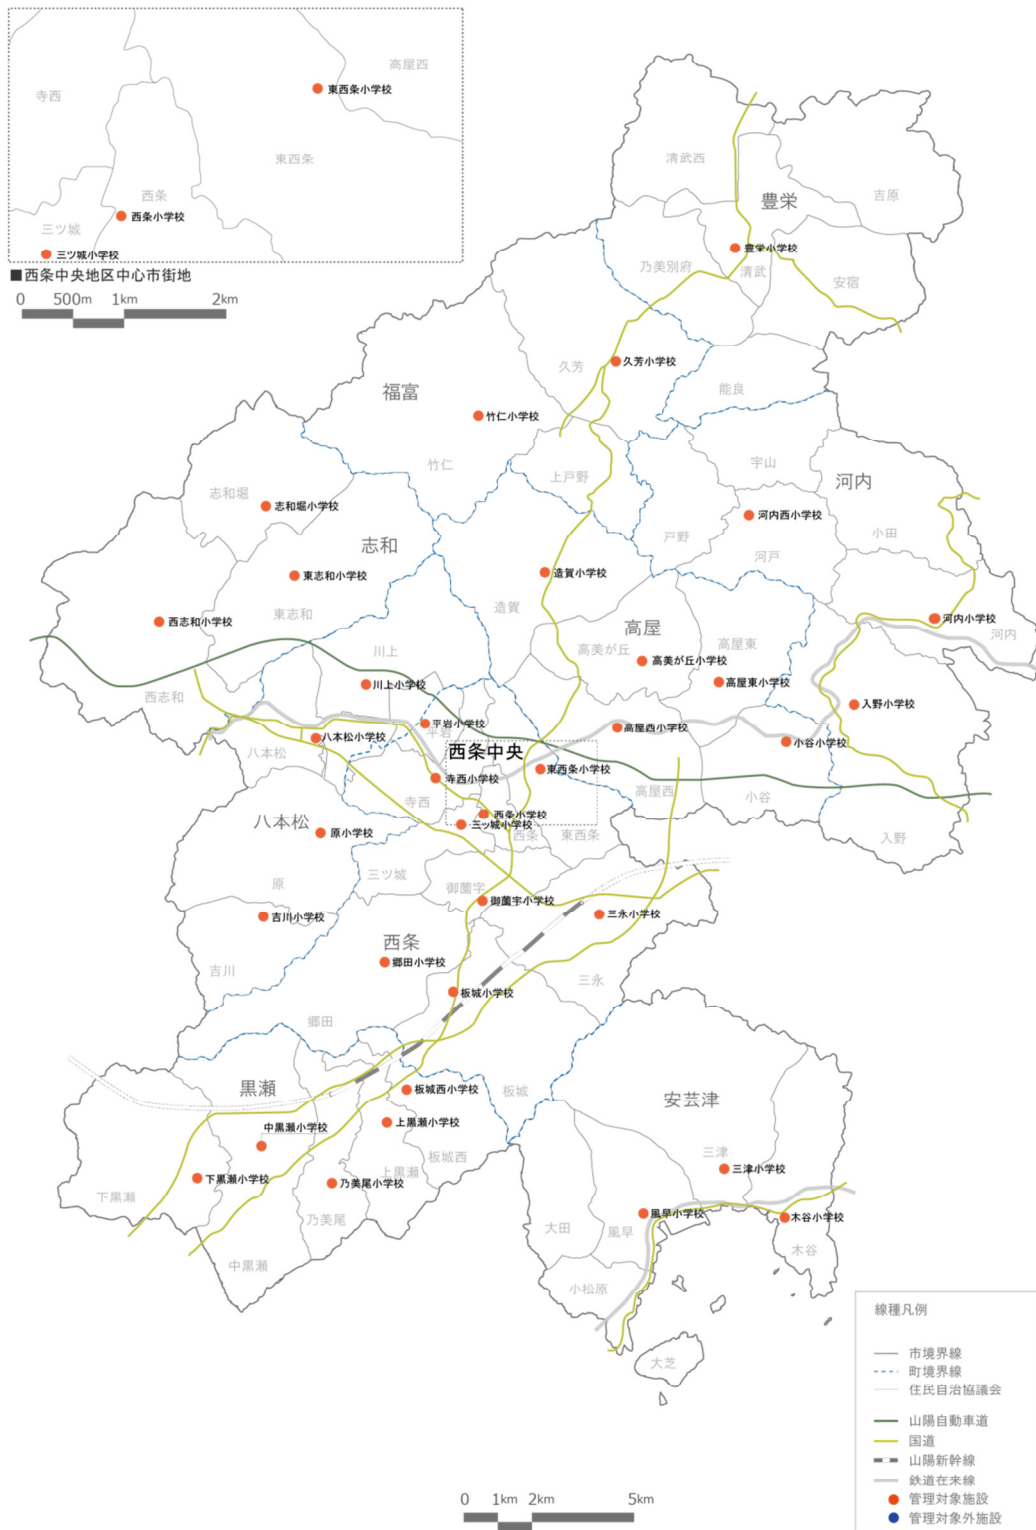 高屋西
東西条小学校
寺西
東西条
西条
西条小学校
三ツ城
三ツ城小学校
■西条中央地区中心市街地
0 500m 1km 2km
清武西
豊栄
吉原
豊栄小学校
乃美別府
清武
安宿
久芳
久芳小学校
福富
能良
竹仁小学校
竹仁
上戸野
宇山
河内
志和堀
志和堀小学校
河内西小学校
小田
志和
戸野
河戸
東志和小学校
造賀小学校
東志和
造賀
西志和小学校
河内小学校
高屋
河内
川上
高美が丘
高屋東
高美が丘小学校
川上小学校
高屋東小学校
西志和
入野小学校
平岩小学校
平岩
高屋西小学校
八本松小学校
小谷小学校
八本松
西条中央
東西条小学校
寺西小学校
高屋西
小谷
寺西
西条小学校
八本松
三ッ城小学校
原小学校
西条
東西条
入野
三ツ城
原
御薗字
御薗宇小学校
吉川小学校
三永小学校
西条
郷田小学校
吉川
三永
板城小学校
郷田
黒瀬
板城西小学校
板城
安芸津
中黒瀬小学校
上黒瀬小学校
三津
板城西
三津小学校
上黒瀬
下黒瀬小学校
乃美尾小学校
下黒瀬
乃美尾
風早小学校
木谷小学校
大田
風早
木谷
中黒瀬
小松原
大芝
線種凡例
市境界線
町境界線
住民自治協議会
山陽自動車道
国道
山陽新幹線
鉄道在来線
管理対象施設
管理対象外施設
0 1km 2km 5km